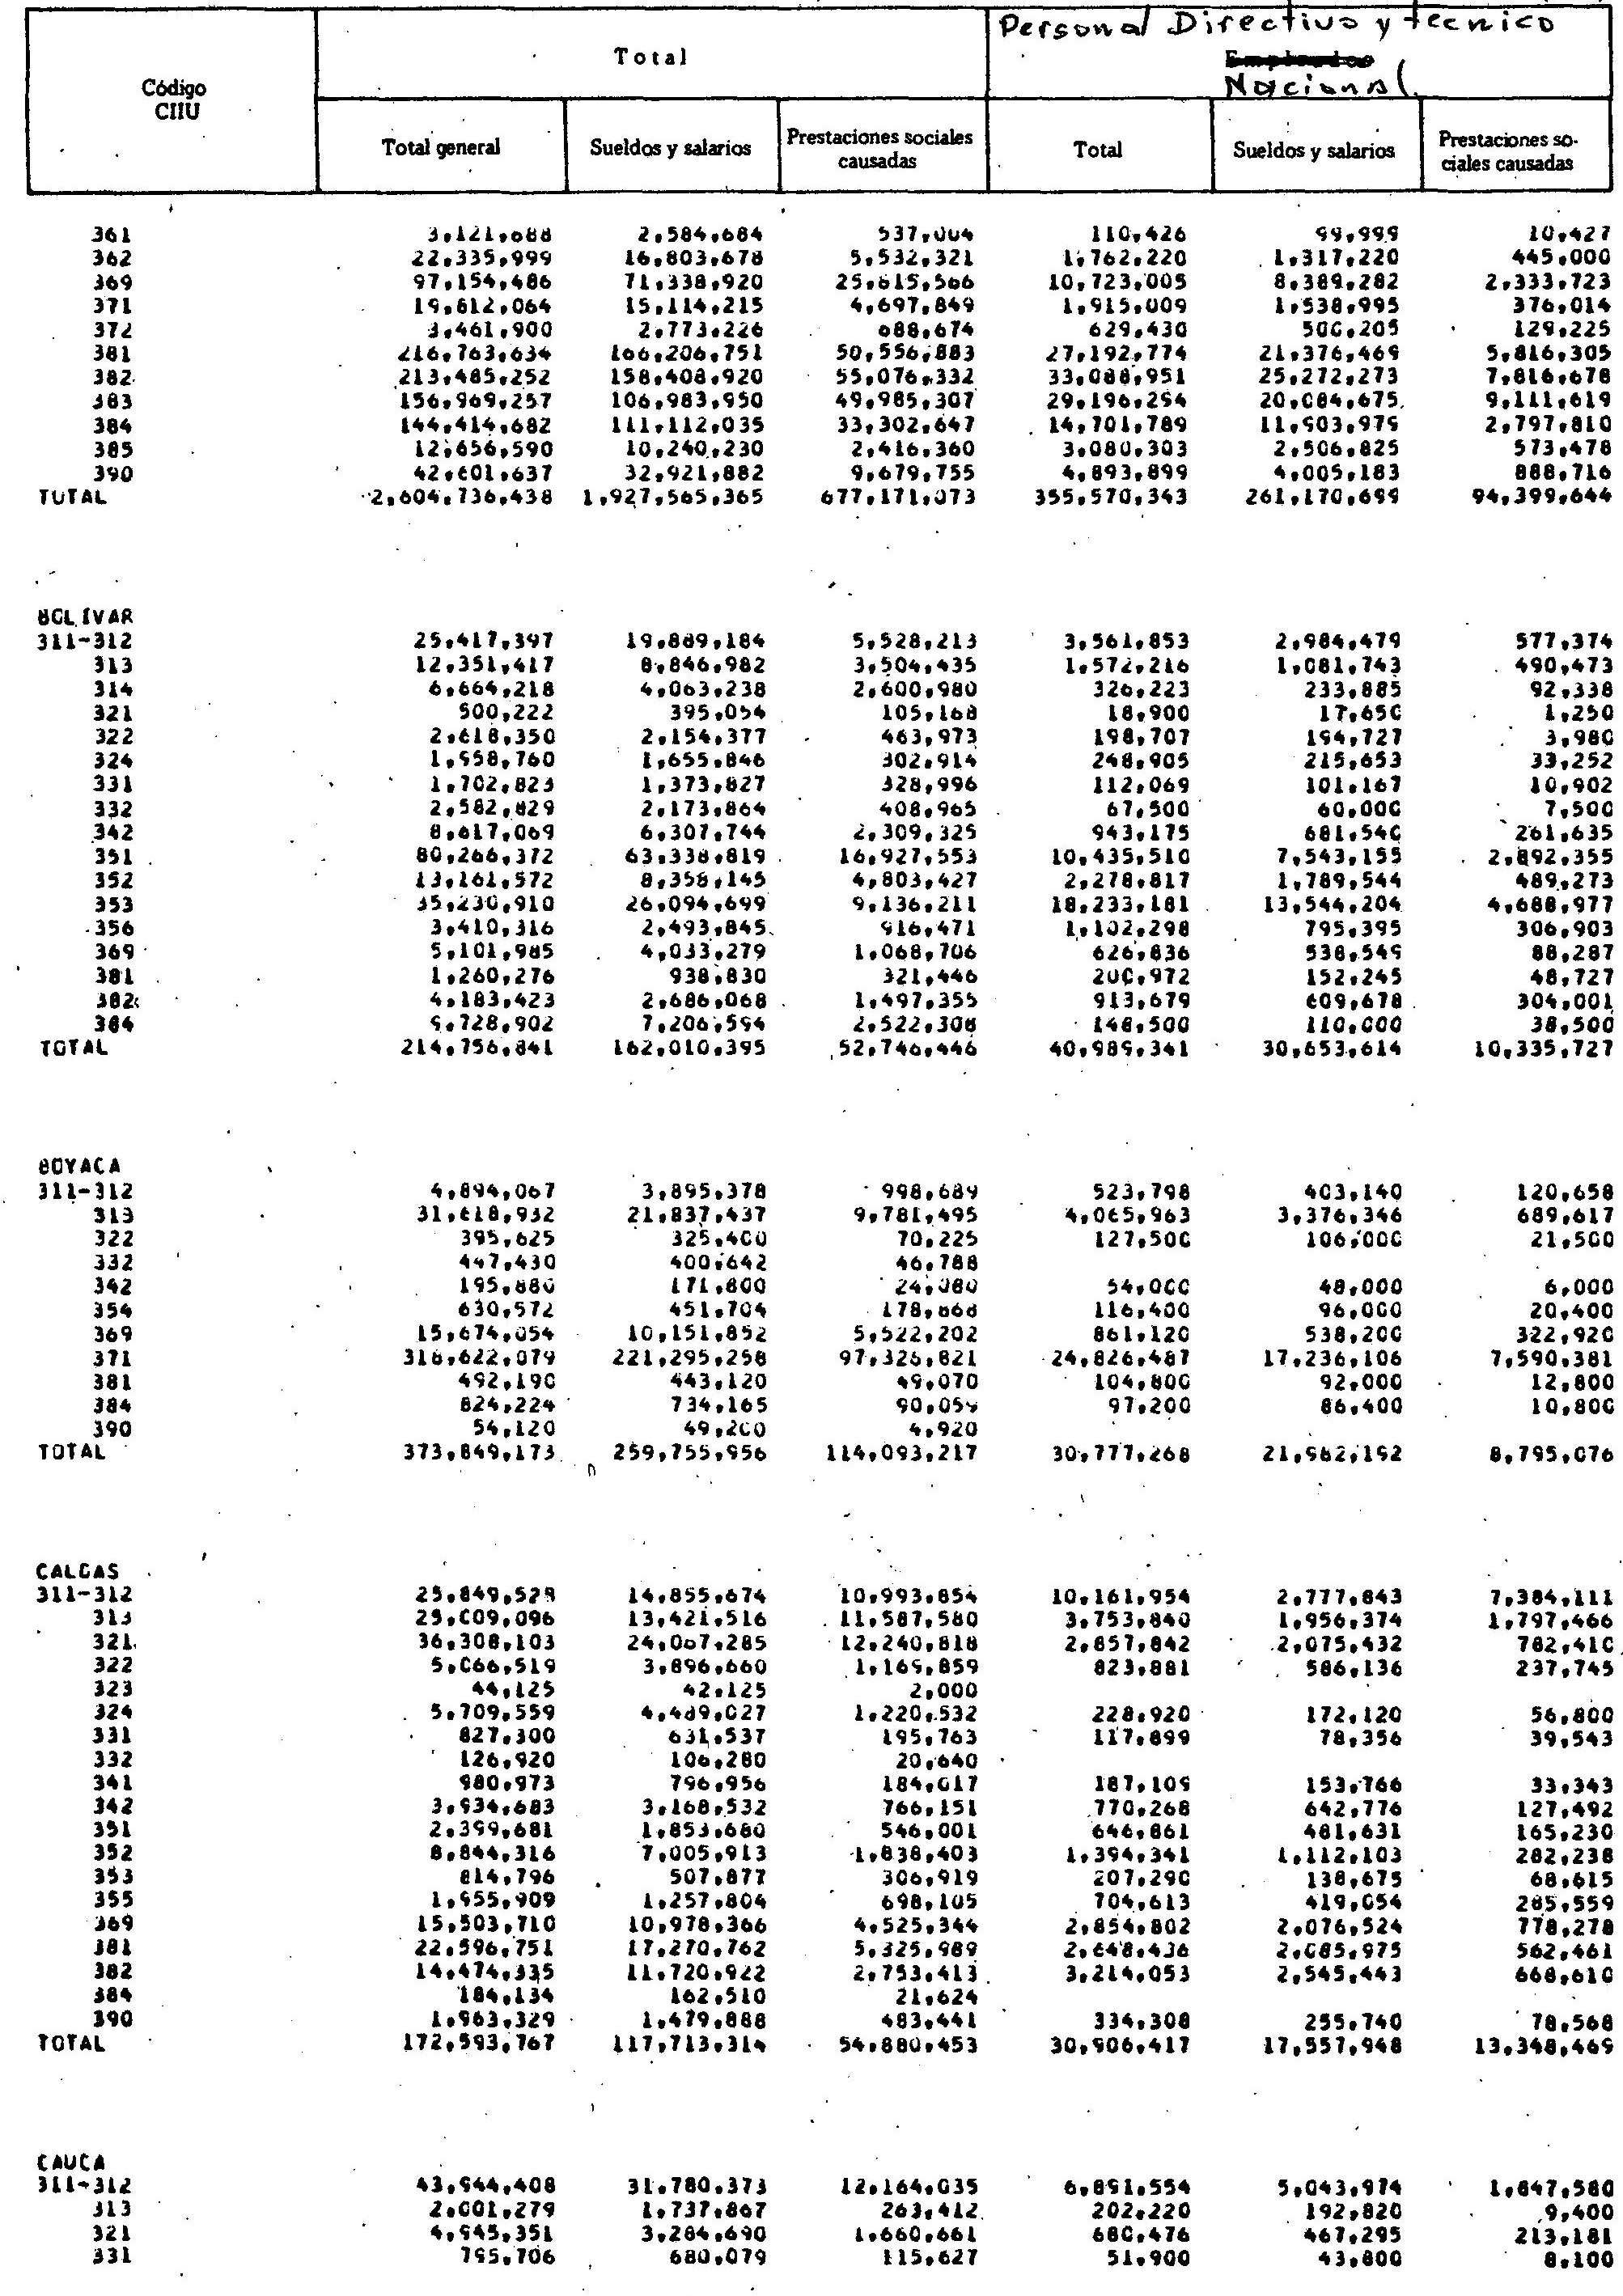 Personal Directivo y tecnico
Total
Empleados
Nacional
Código
CIIU
Total general Sueldos y salarios Prestaciones sociales causadas Total Sueldos y salarios Prestaciones so-ciales causadas
361 3,121,688 2,584,684 537,004 110,426 99,999 10,427
362 22,335,999 16,803,678 5,532,321 1,762,220 1,317,220 445,000
369 97,154,486 71,338,920 25,815,566 10,723,005 8,389,282 2,333,723
371 19,812,064 15,114,215 4,697,849 1,915,009 1,538,995 376,014
372 3,461,900 2,773,226 688,674 629,430 500,205 129,225
381 216,763,634 166,206,751 50,556,883 27,192,774 21,376,469 5,816,305
382 213,485,252 158,408,920 55,076,332 33,088,951 25,272,273 7,816,678
383 156,969,257 106,983,950 49,985,307 29,196,294 20,084,675 9,111,619
384 144,414,682 111,112,035 33,302,647 14,701,789 11,903,979 2,797,810
385 12,656,590 10,240,230 2,416,360 3,080,303 2,506,825 573,478
390 42,601,637 32,921,882 9,679,755 4,893,899 4,005,183 888,716
TOTAL 2,604,736,438 1,927,565,365 677,171,073 355,570,343 261,170,699 94,399,644
BOLIVAR
311-312 25,417,397 19,889,184 5,528,213 3,561,853 2,984,479 577,374
313 12,351,417 8,846,982 3,504,435 1,572,216 1,081,743 490,473
314 6,664,218 4,063,238 2,600,980 326,223 233,885 92,338
321 500,222 395,054 105,168 18,900 17,650 1,250
322 2,618,350 2,154,377 463,973 198,707 194,727 3,980
324 1,958,760 1,655,846 302,914 248,905 215,653 33,252
331 1,702,823 1,373,827 328,996 112,069 101,167 10,902
332 2,582,829 2,173,864 408,965 67,500 60,000 7,500
342 8,617,069 6,307,744 2,309,325 943,175 681,540 261,635
351 80,266,372 63,338,819 16,927,553 10,435,510 7,543,155 2,892,355
352 13,161,572 8,358,145 4,803,427 2,278,817 1,789,544 489,273
353 35,230,910 26,094,699 9,136,211 18,233,181 13,544,204 4,688,977
356 3,410,316 2,493,845 916,471 1,102,298 795,395 306,903
369 5,101,985 4,033,279 1,068,706 626,836 538,549 88,287
381 1,260,276 938,830 321,446 200,972 152,245 48,727
382 4,183,423 2,686,068 1,497,355 913,679 609,678 304,001
384 9,728,902 7,206,594 2,522,308 148,500 110,000 38,500
TOTAL 214,756,841 162,010,395 52,746,446 40,989,341 30,653,614 10,335,727
BOYACA
311-312 4,894,067 3,895,378 998,689 523,798 403,140 120,658
313 31,618,932 21,837,437 9,781,495 4,065,963 3,376,346 689,617
322 395,625 325,400 70,225 127,500 106,000 21,500
332 447,430 400,642 46,788
342 195,880 171,800 24,080 54,000 48,000 6,000
354 630,572 451,704 178,868 116,400 96,000 20,400
369 15,674,054 10,151,852 5,522,202 861,120 538,200 322,920
371 318,622,079 221,295,258 97,326,821 24,826,487 17,236,106 7,590,381
381 492,190 443,120 49,070 104,800 92,000 12,800
384 824,224 734,165 90,059 97,200 86,400 10,800
390 54,120 49,200 4,920
TOTAL 373,849,173 259,755,956 114,093,217 30,777,268 21,982,192 8,795,076
CALDAS
311-312 25,849,528 14,855,674 10,993,854 10,161,954 2,777,843 7,384,111
313 25,009,096 13,421,516 11,587,580 3,753,840 1,956,374 1,797,466
321 36,308,103 24,067,285 12,240,818 2,857,842 2,075,432 782,410
322 5,066,519 3,896,660 1,169,859 823,881 586,136 237,745
323 44,125 42,125 2,000
324 5,709,559 4,489,027 1,220,532 228,920 172,120 56,800
331 827,300 631,537 195,763 117,899 78,356 39,543
332 126,920 106,280 20,640
341 980,973 796,956 184,017 187,109 153,766 33,343
342 3,934,683 3,168,532 766,151 770,268 642,776 127,492
351 2,399,681 1,853,680 546,001 646,861 481,631 165,230
352 8,844,316 7,005,913 1,838,403 1,394,341 1,112,103 282,238
353 814,796 507,877 306,919 207,290 138,675 68,615
355 1,955,909 1,257,804 698,105 704,613 419,054 285,559
369 15,503,710 10,978,366 4,525,344 2,854,802 2,076,524 778,278
381 22,596,751 17,270,762 5,325,989 2,648,436 2,085,975 562,461
382 14,474,335 11,720,922 2,753,413 3,214,053 2,545,443 668,610
384 184,134 162,510 21,624
390 1,963,329 1,479,888 483,441 334,308 255,740 78,568
TOTAL 172,593,767 117,713,314 54,880,453 30,906,417 17,557,948 13,348,469
CAUCA
311-312 43,944,408 31,780,373 12,164,035 6,891,554 5,043,974 1,847,580
313 2,001,279 1,737,867 263,412 202,220 192,820 9,400
321 4,945,351 3,284,690 1,660,661 680,476 467,295 213,181
331 795,706 680,079 115,627 51,900 43,800 8,100